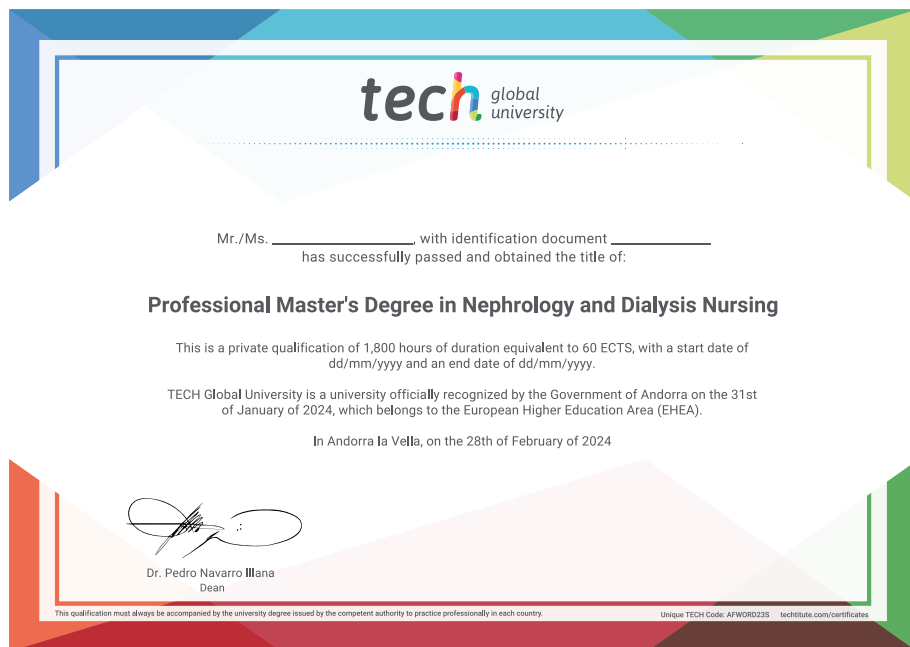 tech global
university
Mr./Ms. ____________, with identification document ____________
has successfully passed and obtained the title of:
Professional Master's Degree in Nephrology and Dialysis Nursing
This is a private qualification of 1,800 hours of duration equivalent to 60 ECTS, with a start date of
dd/mm/yyyy and an end date of dd/mm/yyyy.
TECH Global University is a university officially recognized by the Government of Andorra on the 31st
of January of 2024, which belongs to the European Higher Education Area (EHEA).
In Andorra la Vella, on the 28th of February of 2024
Dr. Pedro Navarro Illana
Dean
This qualification must always be accompanied by the university degree issued by the competent authority to practice professionally in each country. Unique TECH Code: AFWORD23S techtitute.com/certificates